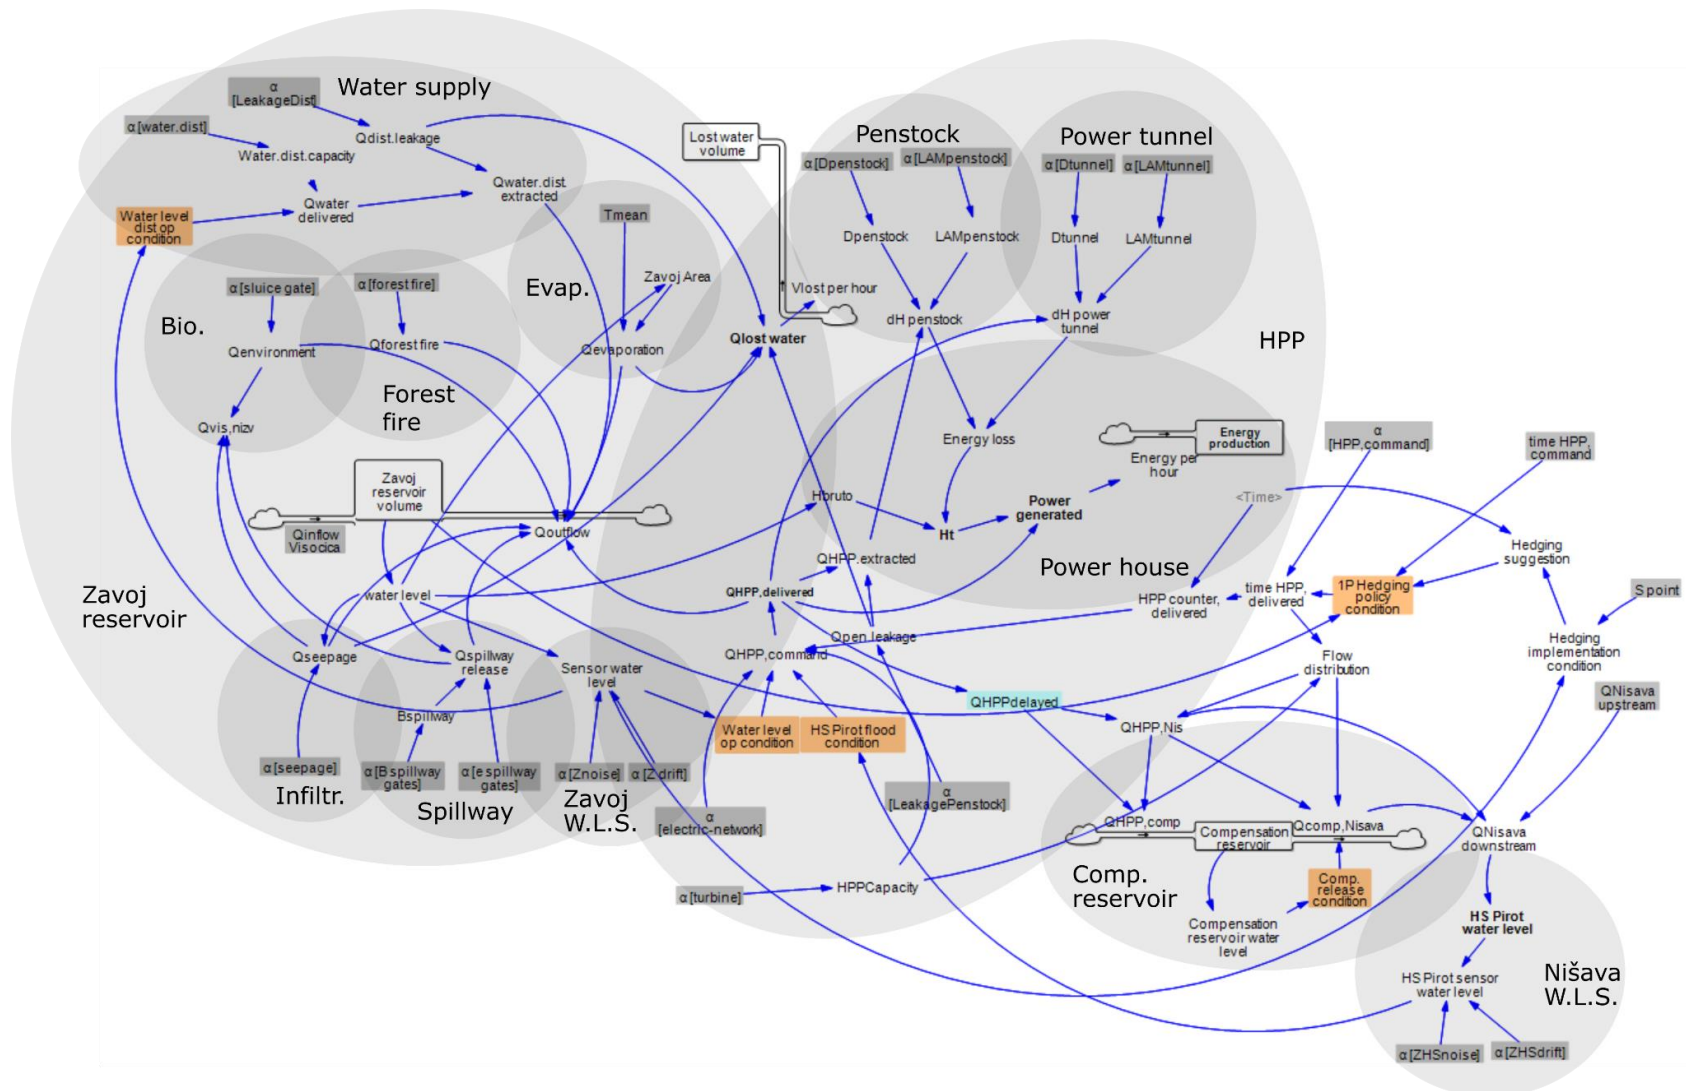 α
[LeakageDist]
Water supply
α[water.dist]
Qdist.leakage
Water.dist.capacity
Qwater
delivered
Qwater.dist.
extracted
Water level
dist op
condition
Lost water
volume
Vlost per hour
Penstock
α[Dpenstock]
α[LAMpenstock]
Dpenstock
LAMpenstock
dH penstock
Power tunnel
α[Dtunnel]
α[LAMtunnel]
Dtunnel
LAMtunnel
dH power
tunnel
HPP
Tmean
Evap.
Zavoj Area
Qevaporation
Qlost water
Bio.
α[sluice gate]
Qenvironment
Qvis,nizv
α[forest fire]
Qforest fire
Forest
fire
Energy loss
Energy
production
Energy per
hour
Hbruto
Ht
Power
generated
<Time>
Power house
α
[HPP,command]
time HPP,
command
Zavoj
reservoir
volume
Qinflow
Visocica
Qoutflow
QHPP.extracted
Hedging
suggestion
Zavoj
reservoir
water level
QHPP,delivered
HPP counter,
delivered
time HPP,
delivered
1P Hedging
policy
condition
S point
Qpen.leakage
QHPP,command
Hedging
implementation
condition
Qseepage
Qspillway
release
Sensor water
level
Flow
distribution
QNisava
upstream
Bspillway
QHPPdelayed
QHPP,Nis
Water level
op condition
HS Pirot flood
condition
α[seepage]
α[B spillway
gates]
α[e spillway
gates]
α[Znoise]
α[Z drift]
Infiltr.
Spillway
Zavoj
W.L.S.
α
[electric-network]
α
[LeakagePenstock]
QHPP,comp
Compensation
reservoir
Qcomp,Nisava
QNisava
downstream
α[turbine]
HPPCapacity
Comp.
reservoir
Comp.
release
condition
Compensation
reservoir water
level
HS Pirot
water level
HS Pirot sensor
water level
Nišava
W.L.S.
α[ZHSnoise]
α[ZHSdrift]